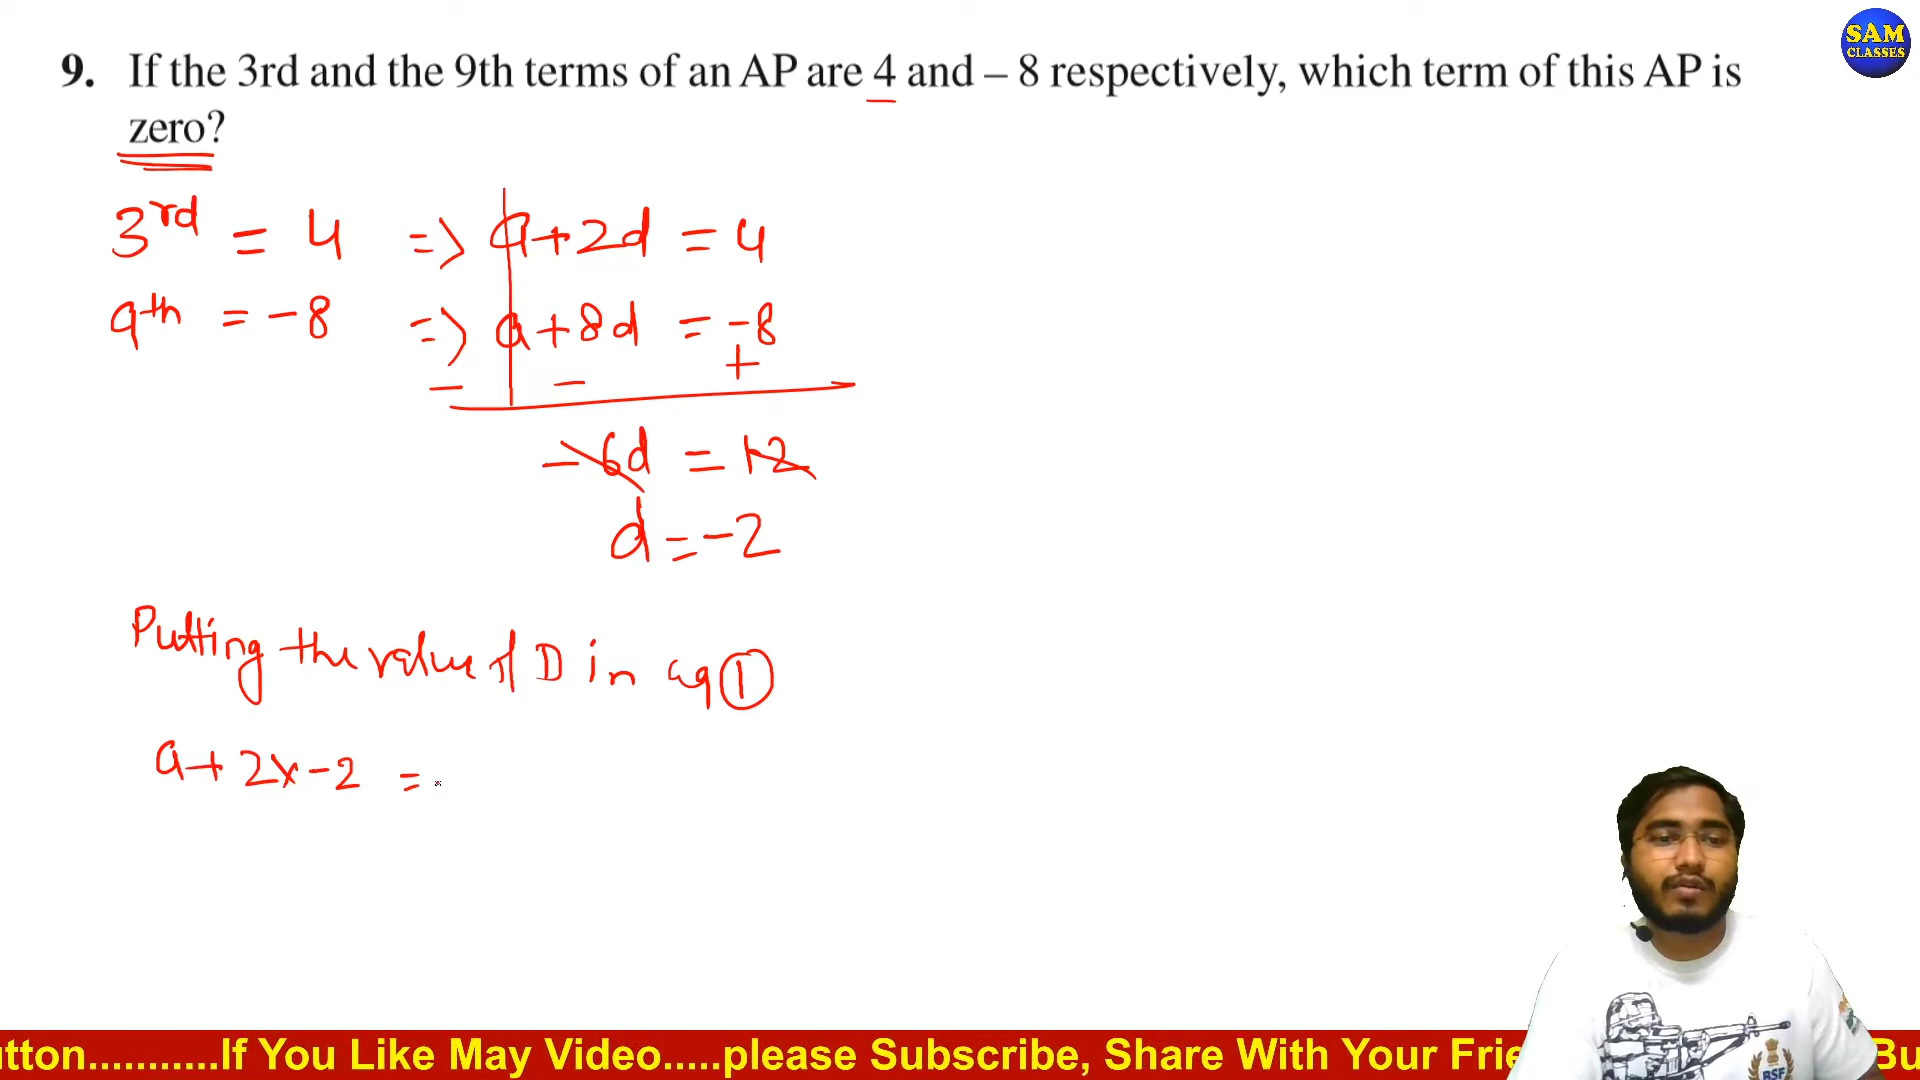 SAM
CLASSES
9. If the 3rd and the 9th terms of an AP are 4 and – 8 respectively, which term of this AP is
zero?
3rd = 4 => a+2d = 4
9th = -8 => a+8d = -8
- - +
-6d = 12
d = -2
Putting the value of D in eq ①
a+ 2x-2 =
utton...........If You Like May Video.....please Subscribe, Share With Your Frie Bu
BSF